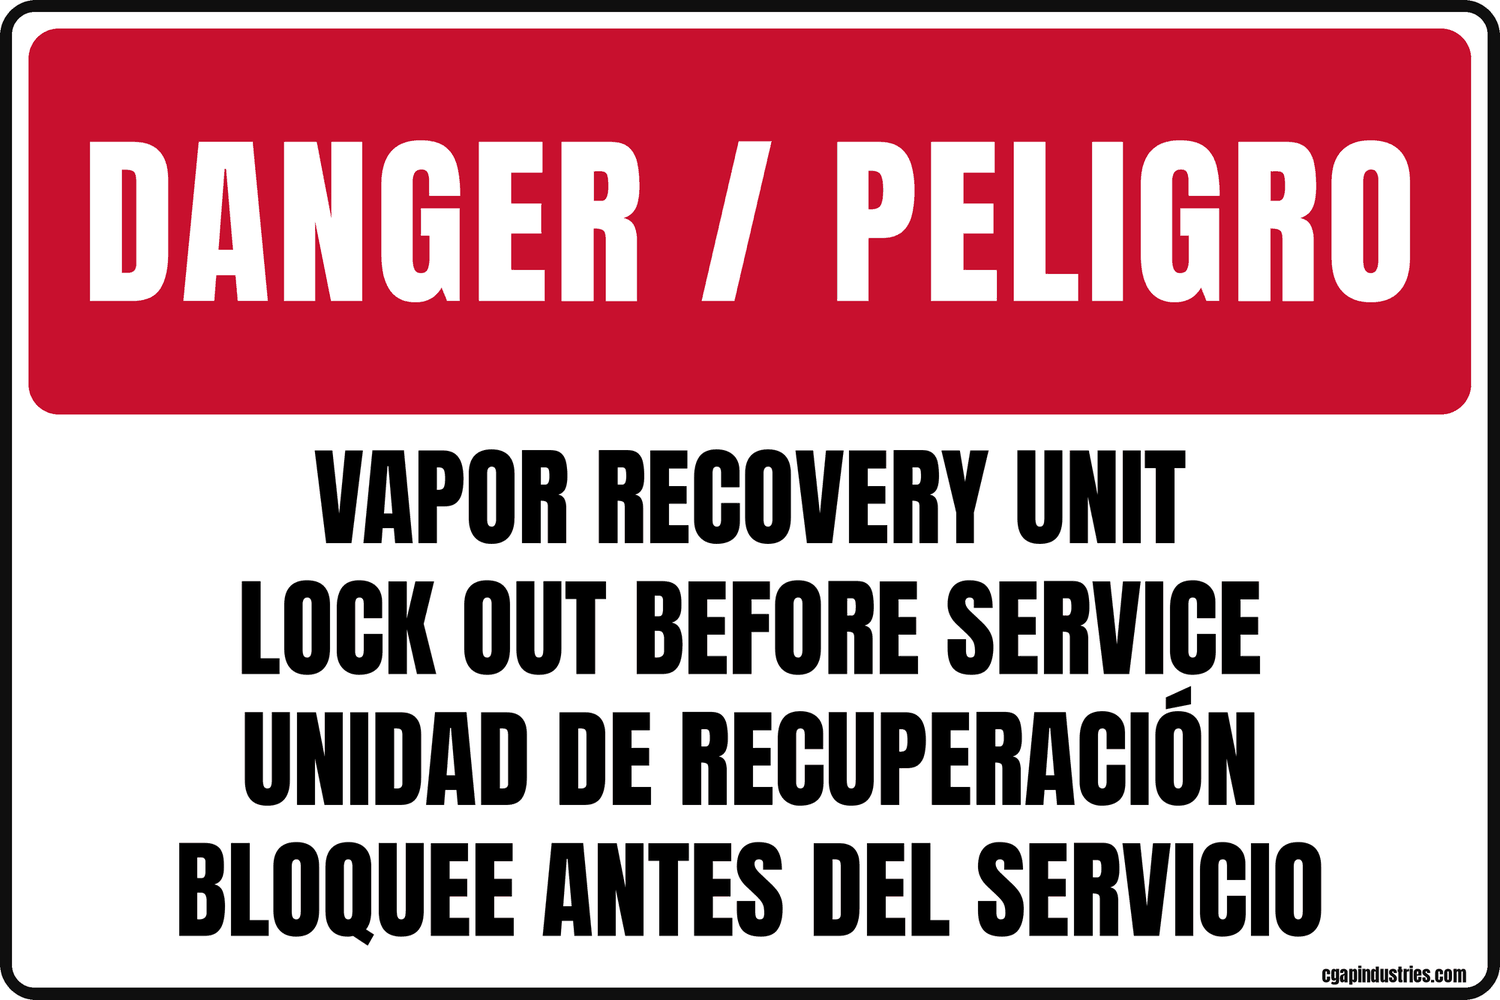 DANGER / PELIGRO
VAPOR RECOVERY UNIT
LOCK OUT BEFORE SERVICE
UNIDAD DE RECUPERACIÓN
BLOQUEE ANTES DEL SERVICIO
cgapindustries.com